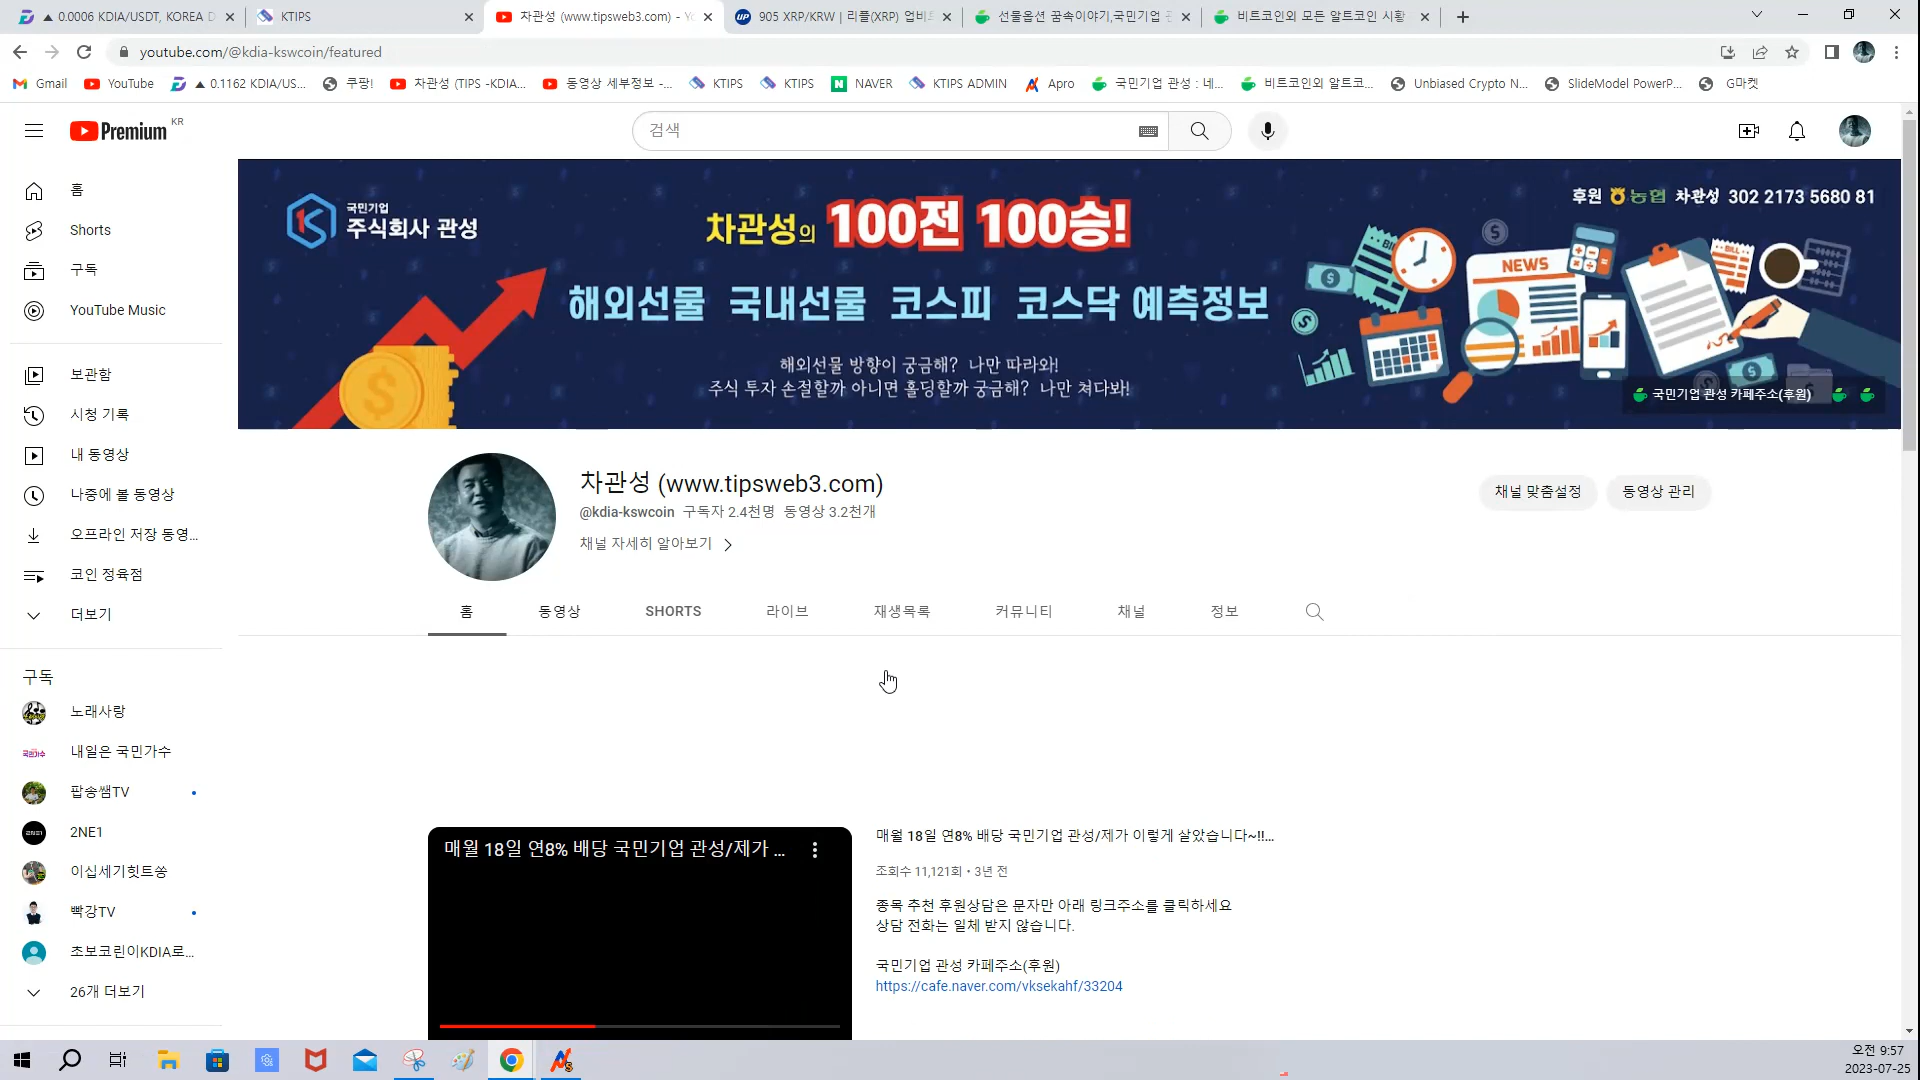 ▲ 0.0006 KDIA/USDT, KOREA D
KTIPS
차관성 (www.tipsweb3.com) - Yo
905 XRP/KRW | 리플(XRP) 업비트
선물옵션 꿈속이야기,국민기업 관
비트코인외 모든 알트코인 시황
youtube.com/@kdia-kswcoin/featured
Gmail
YouTube
▲ 0.1162 KDIA/US...
쿠팡!
차관성 (TIPS -KDIA...
동영상 세부정보 -...
KTIPS
KTIPS
NAVER
KTIPS ADMIN
Apro
국민기업 관성 : 네...
비트코인외 알트코...
Unbiased Crypto N...
SlideModel PowerP...
G마켓
Premium KR
검색
홈
Shorts
구독
YouTube Music
보관함
시청 기록
내 동영상
나중에 볼 동영상
오프라인 저장 동영...
코인 정육점
더보기
구독
노래사랑
내일은 국민가수
팝송쌤TV
2NE1
이십세기힛트쏭
빡강TV
초보코린이KDIA로...
26개 더보기
국민기업
주식회사 관성
차관성의 100전 100승!
후원 농협 차관성 302 2173 5680 81
해외선물 국내선물 코스피 코스닥 예측정보
해외선물 방향이 궁금해? 나만 따라와!
주식 투자 손절할까 아니면 홀딩할까 궁금해? 나만 쳐다봐!
NEWS
BILL
국민기업 관성 카페주소(후원)
차관성 (www.tipsweb3.com)
@kdia-kswcoin 구독자 2.4천명 동영상 3.2천개
채널 자세히 알아보기
채널 맞춤설정
동영상 관리
홈
동영상
SHORTS
라이브
재생목록
커뮤니티
채널
정보
매월 18일 연8% 배당 국민기업 관성/제가 ...
매월 18일 연8% 배당 국민기업 관성/제가 이렇게 살았습니다~!!...
조회수 11,121회 • 3년 전
종목 추천 후원상담은 문자만 아래 링크주소를 클릭하세요
상담 전화는 일체 받지 않습니다.
국민기업 관성 카페주소(후원)
https://cafe.naver.com/vksekahf/33204
오전 9:57
2023-07-25